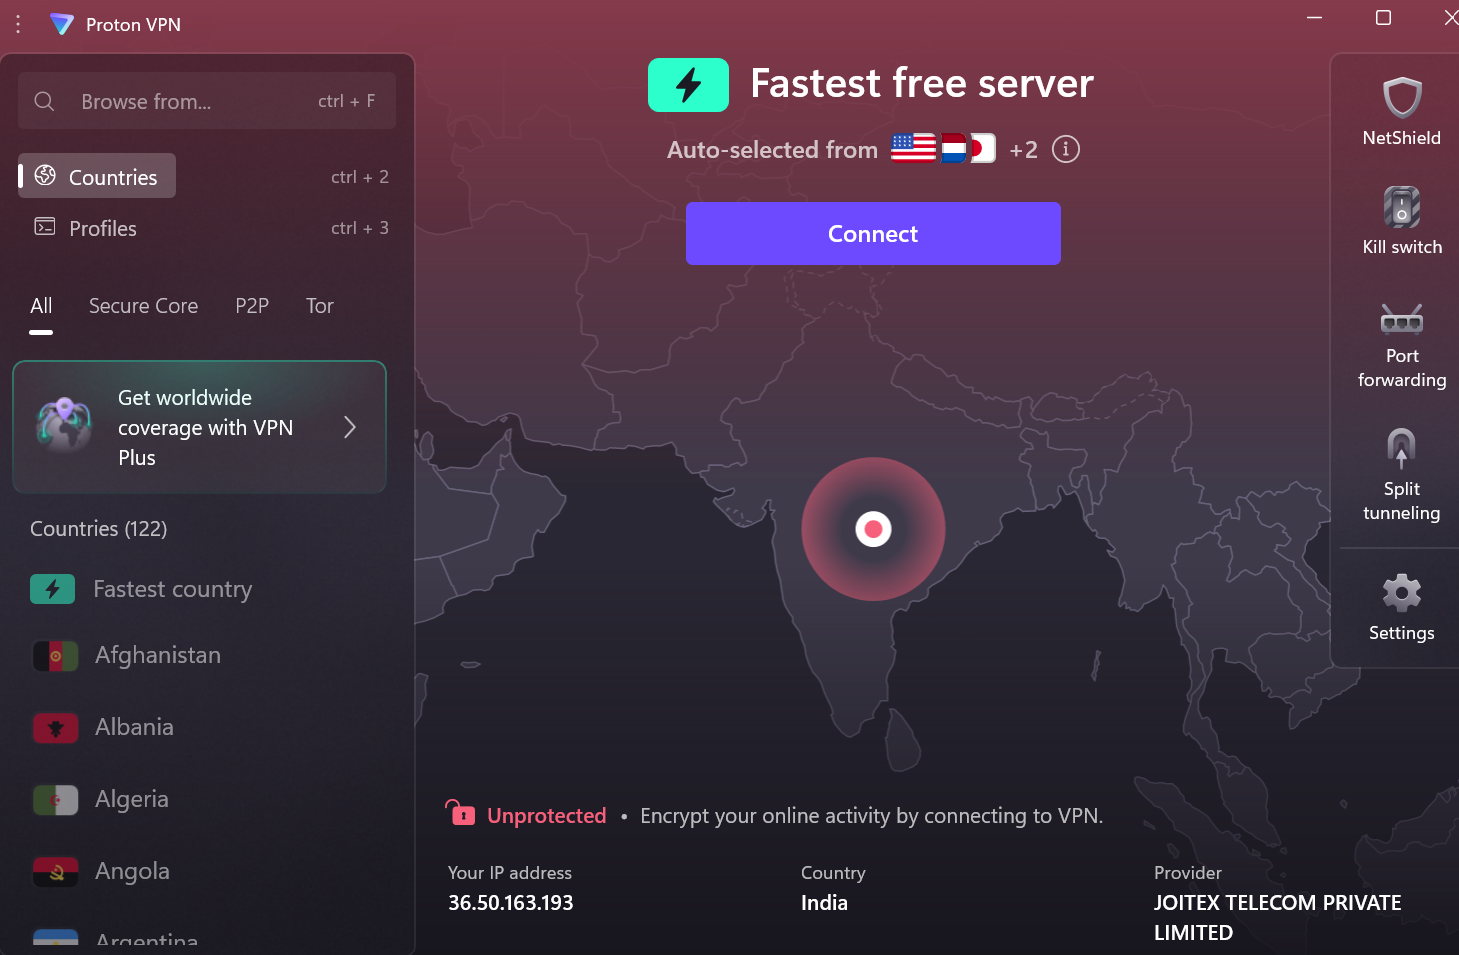 Proton VPN
Browse from...
ctrl + F
Countries
ctrl + 2
Profiles
ctrl + 3
All
Secure Core
P2P
Tor
Get worldwide
coverage with VPN
Plus
Countries (122)
Fastest country
Afghanistan
Albania
Algeria
Angola
Argentina
Fastest free server
Auto-selected from
+2
Connect
Unprotected • Encrypt your online activity by connecting to VPN.
Your IP address
36.50.163.193
Country
India
Provider
JOITEX TELECOM PRIVATE
LIMITED
NetShield
Kill switch
Port
forwarding
Split
tunneling
Settings